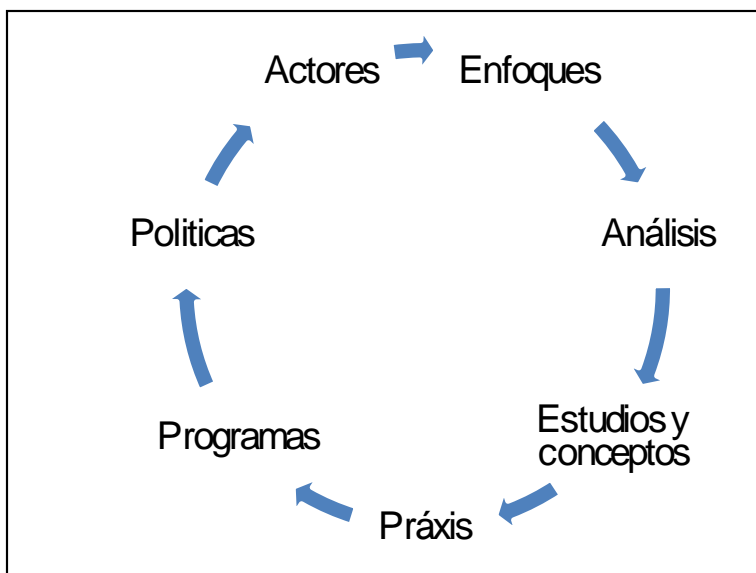 Actores
Enfoques
Análisis
Estudios y
conceptos
Práxis
Programas
Politicas